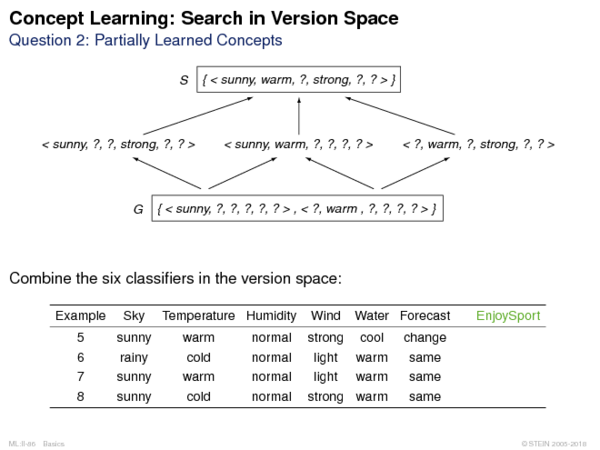 Concept Learning: Search in Version Space
Question 2: Partially Learned Concepts
S { < sunny, warm, ?, strong, ?, ? > }
< sunny, ?, ?, strong, ?, ? > < sunny, warm, ?, ?, ?, ? > < ?, warm, ?, strong, ?, ? >
G { < sunny, ?, ?, ?, ?, ? > , < ?, warm , ?, ?, ?, ? > }
Combine the six classifiers in the version space:
Example Sky Temperature Humidity Wind Water Forecast EnjoySport
5 sunny warm normal strong cool change
6 rainy cold normal light warm same
7 sunny warm normal light warm same
8 sunny cold normal strong warm same
ML:II-86 Basics © STEIN 2005-2018